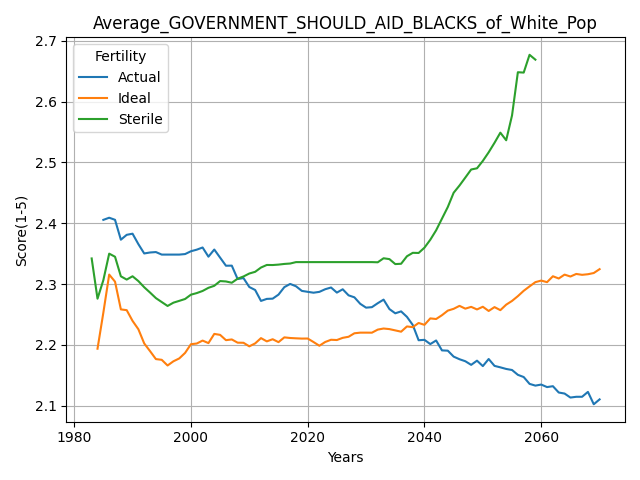 Average_GOVERNMENT_SHOULD_AID_BLACKS_of_White_Pop
2.7
2.6
2.5
2.4
2.3
2.2
2.1
Score(1-5)
Fertility
Actual
Ideal
Sterile
1980 2000 2020 2040 2060
Years